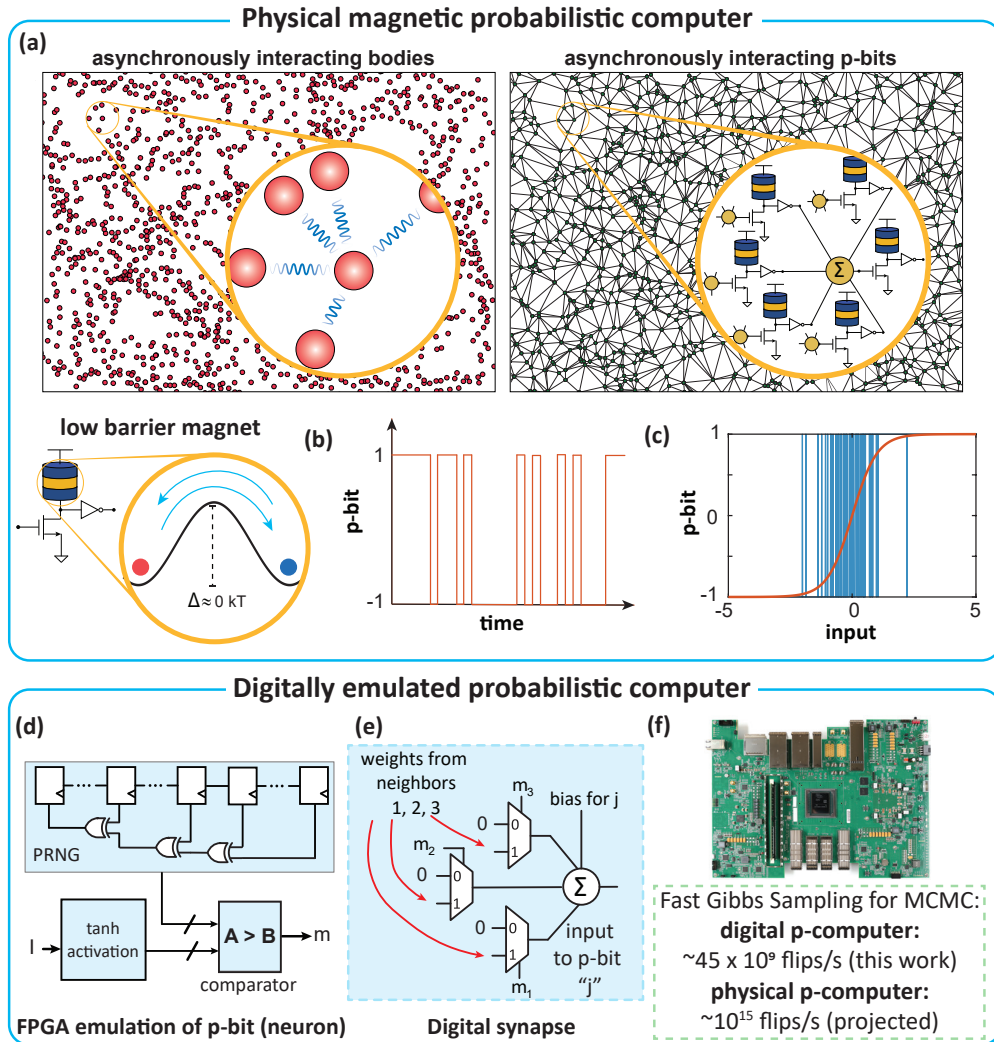 Physical magnetic probabilistic computer
(a)
asynchronously interacting bodies
asynchronously interacting p-bits
Σ
low barrier magnet
Δ≈0 kT
(b)
p-bit
1
-1
time
(c)
p-bit
1
0
-1
-5
0
5
input
Digitally emulated probabilistic computer
(d)
PRNG
I
tanh
activation
A > B
m
comparator
FPGA emulation of p-bit (neuron)
(e)
weights from
neighbors
1, 2, 3
m₃
bias for j
0
0
1
m₂
0
0
1
Σ
0
0
1
m₁
input
to p-bit
“j”
Digital synapse
(f)
Fast Gibbs Sampling for MCMC:
digital p-computer:
~45 x 10⁹ flips/s (this work)
physical p-computer:
~10¹⁵ flips/s (projected)